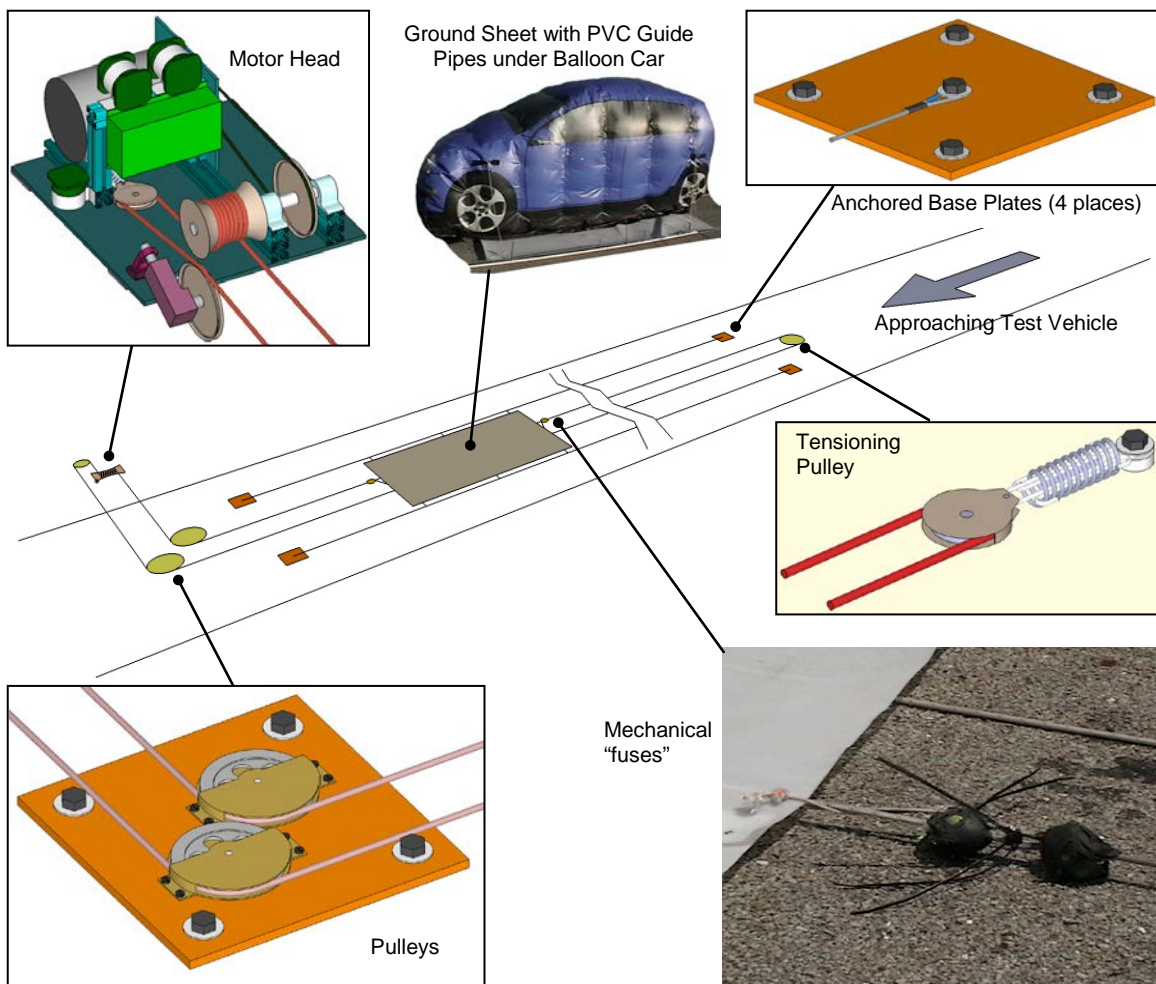 Motor Head
Ground Sheet with PVC Guide
Pipes under Balloon Car
Anchored Base Plates (4 places)
Approaching Test Vehicle
Tensioning
Pulley
Mechanical
“fuses”
Pulleys